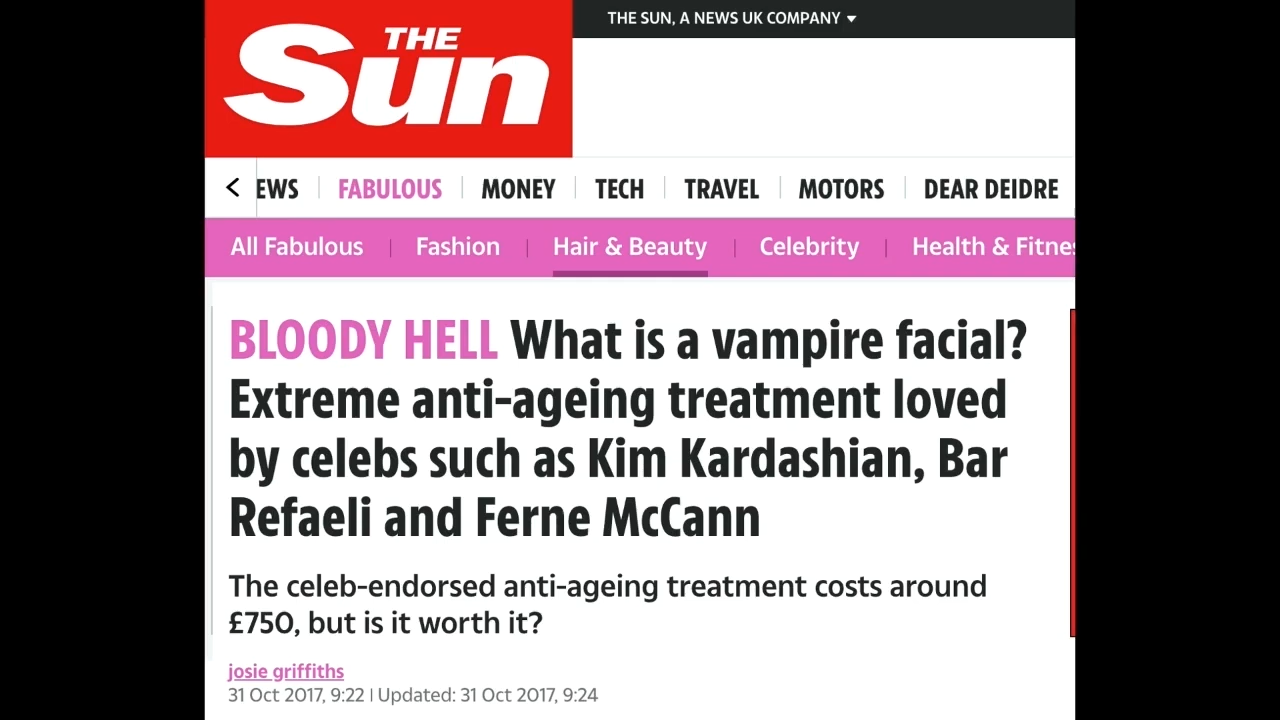 THE
Sun
THE SUN, A NEWS UK COMPANY
EWS FABULOUS MONEY TECH TRAVEL MOTORS DEAR DEIDRE
All Fabulous Fashion Hair & Beauty Celebrity Health & Fitnes
BLOODY HELL What is a vampire facial?
Extreme anti-ageing treatment loved
by celebs such as Kim Kardashian, Bar
Refaeli and Ferne McCann
The celeb-endorsed anti-ageing treatment costs around
£750, but is it worth it?
josie griffiths
31 Oct 2017, 9:22 | Updated: 31 Oct 2017, 9:24